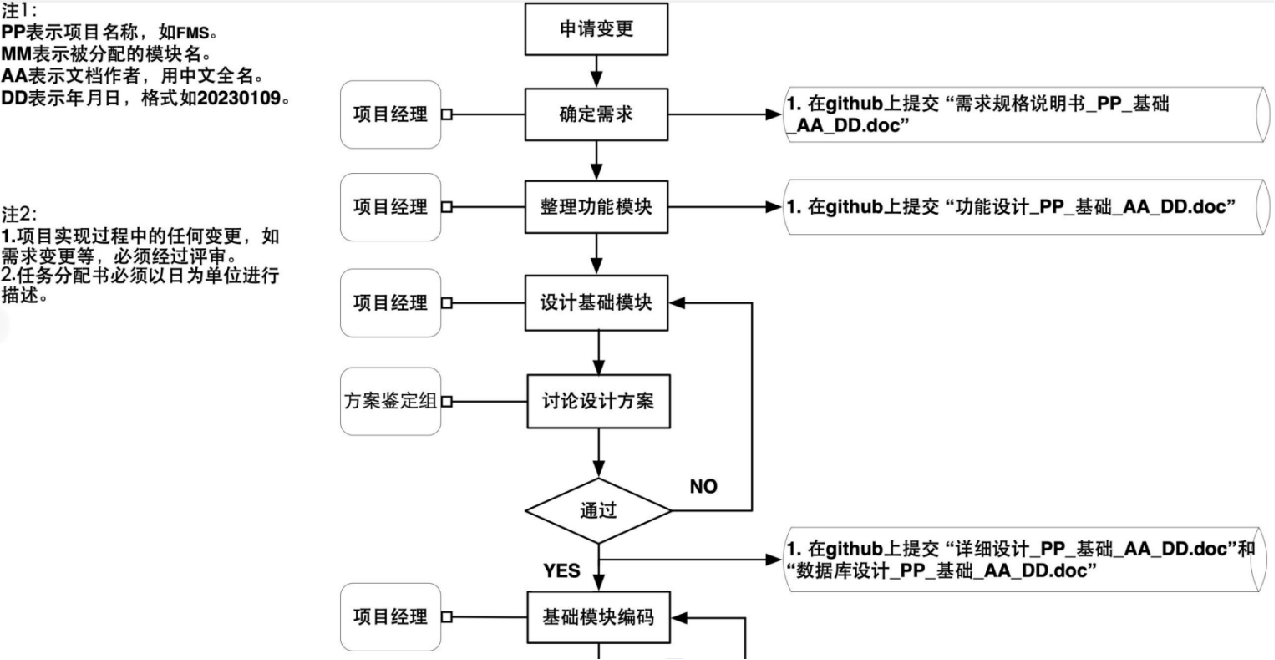 注1:
PP表示项目名称，如FMS。
MM表示被分配的模块名。
AA表示文档作者，用中文全名。
DD表示年月日，格式如20230109。
注2:
1.项目实现过程中的任何变更，如
需求变更等，必须经过评审。
2.任务分配书必须以日为单位进行
描述。
申请变更
项目经理
确定需求
1. 在github上提交 “需求规格说明书_PP_基础
_AA_DD.doc”
项目经理
整理功能模块
1. 在github上提交 “功能设计_PP_基础_AA_DD.doc”
项目经理
设计基础模块
方案鉴定组
讨论设计方案
通过
NO
YES
1. 在github上提交 “详细设计_PP_基础_AA_DD.doc”和
“数据库设计_PP_基础_AA_DD.doc”
项目经理
基础模块编码